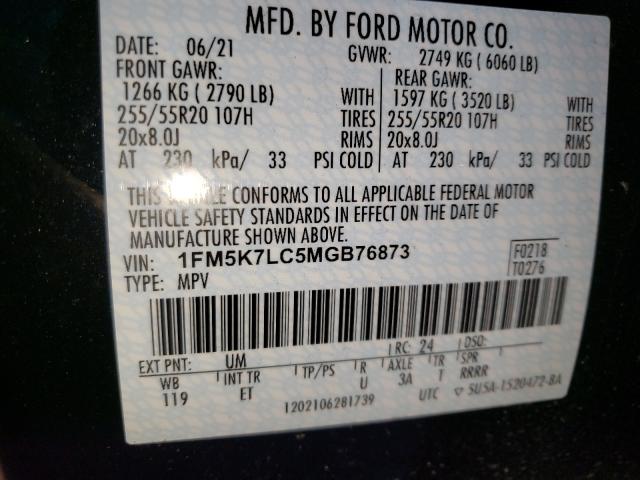 MFD. BY FORD MOTOR CO.
DATE: 06/21 GVWR: 2749 KG ( 6060 LB)
FRONT GAWR: REAR GAWR:
1266 KG ( 2790 LB) WITH 1597 KG ( 3520 LB) WITH
255/55R20 107H TIRES 255/55R20 107H TIRES
20x8.0J RIMS 20x8.0J RIMS
AT 230 kPa/ 33 PSI COLD AT 230 kPa/ 33 PSI COLD
THIS VEHICLE CONFORMS TO ALL APPLICABLE FEDERAL MOTOR
VEHICLE SAFETY STANDARDS IN EFFECT ON THE DATE OF
MANUFACTURE SHOWN ABOVE.
VIN: 1FM5K7LC5MGB76873 F0218
TYPE: MPV T0276
EXT PNT: UM RC: 24 DSO:
WB INT TR TP/PS R AXLE TR SPR
119 ET U 3A T RRRR
1202106281739 UTC ▽ SU5A-1520472-BA